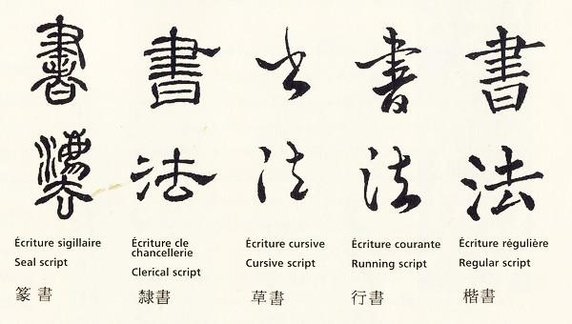 書 書 書 書 書
灋 法 法 法 法
Écriture sigillaire
Seal script
篆書
Écriture cle
chancellerie
Clerical script
隸書
Écriture cursive
Cursive script
草書
Écriture courante
Running script
行書
Écriture régulière
Regular script
楷書